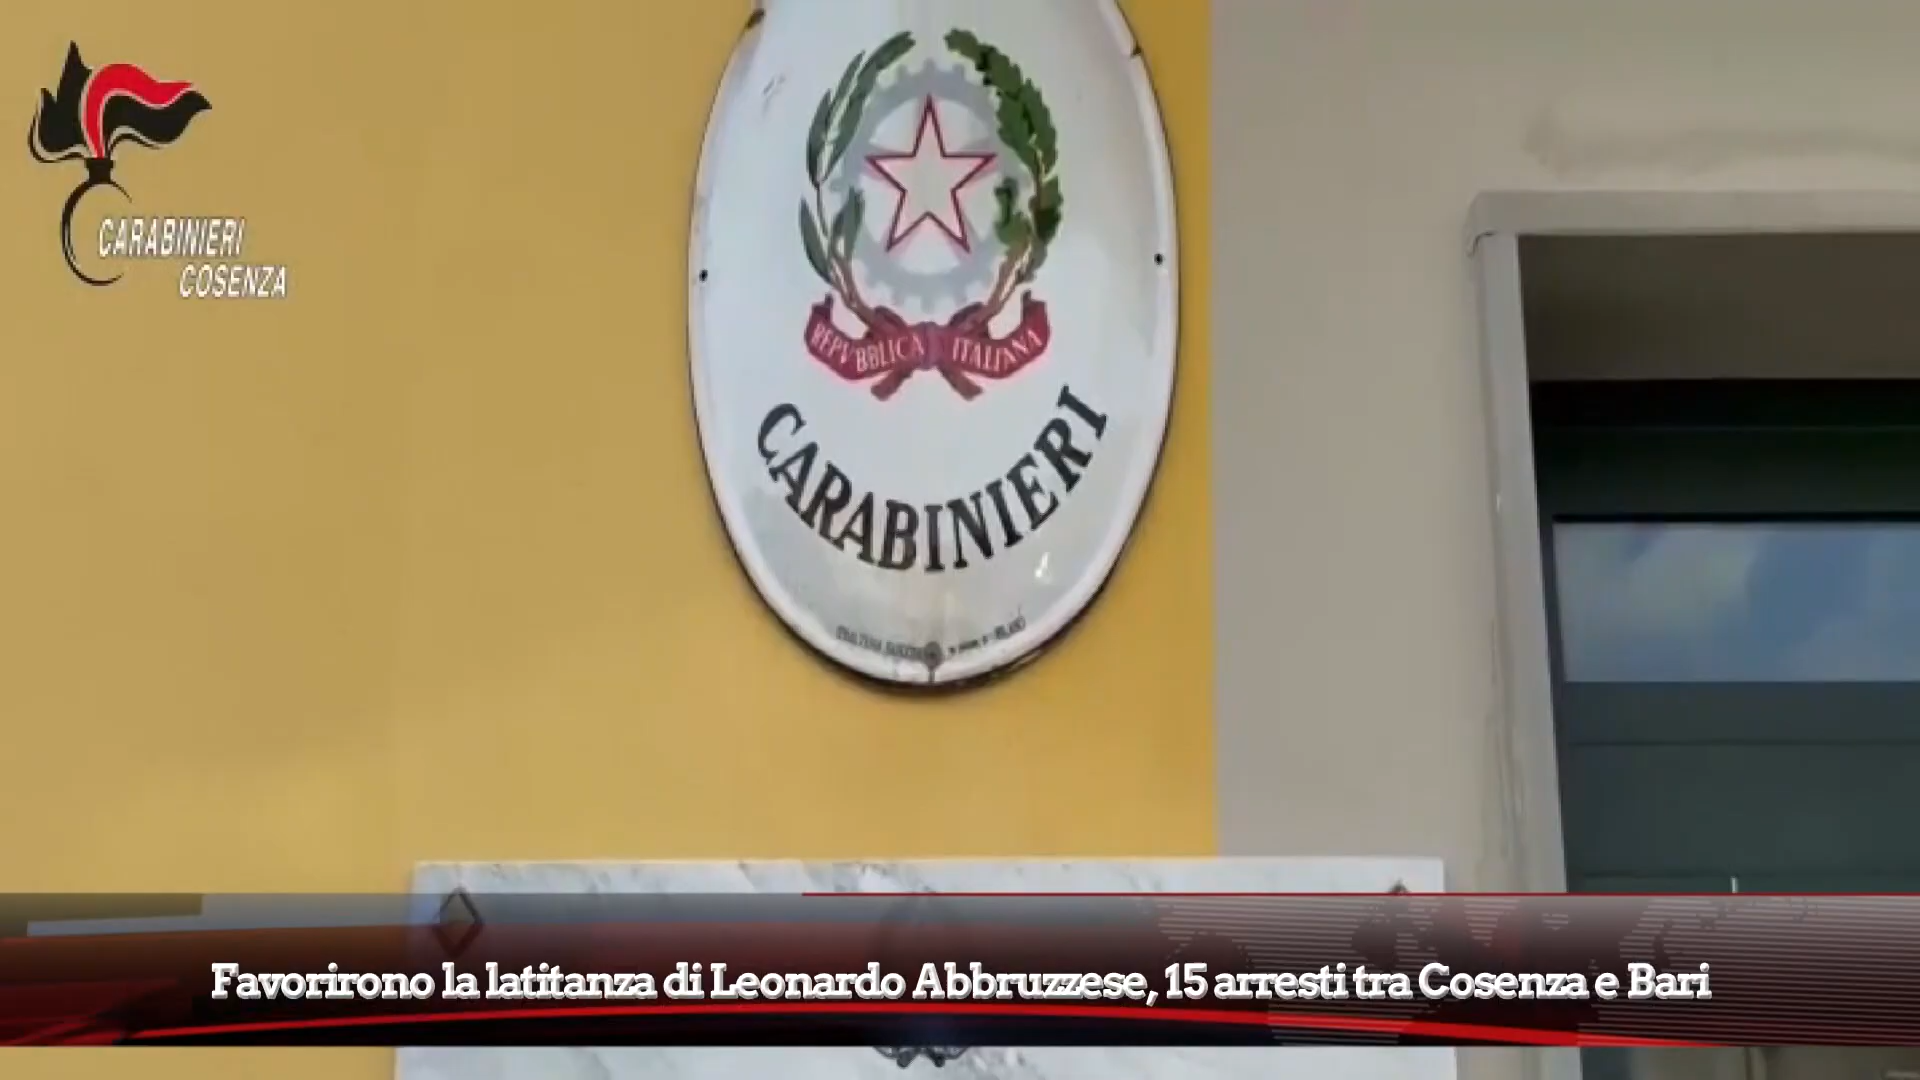 CARABINIERI
COSENZA
REPVBBLICA ITALIANA
CARABINIERI
Favorirono la latitanza di Leonardo Abbruzzese, 15 arresti tra Cosenza e Bari